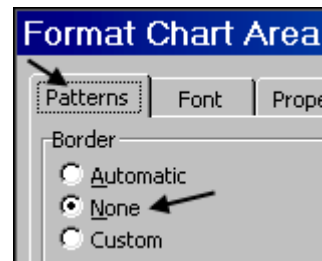 Format Chart Area
Patterns Font Prope
Border
Automatic
None
Custom